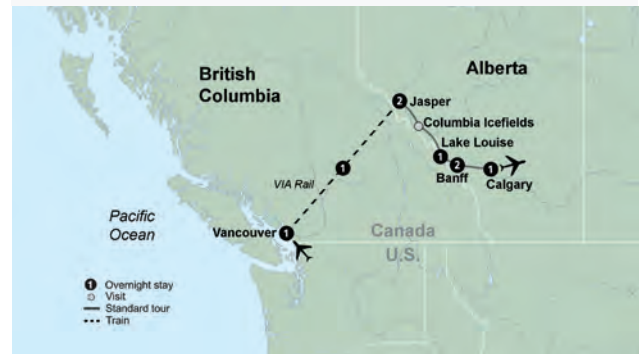 British
Columbia
Alberta
2
Jasper
Columbia Icefields
Lake Louise
1
2
Banff
1
Calgary
VIA Rail
1
Pacific
Ocean
Vancouver
1
Canada
U.S.
1 Overnight stay
Visit
Standard tour
Train